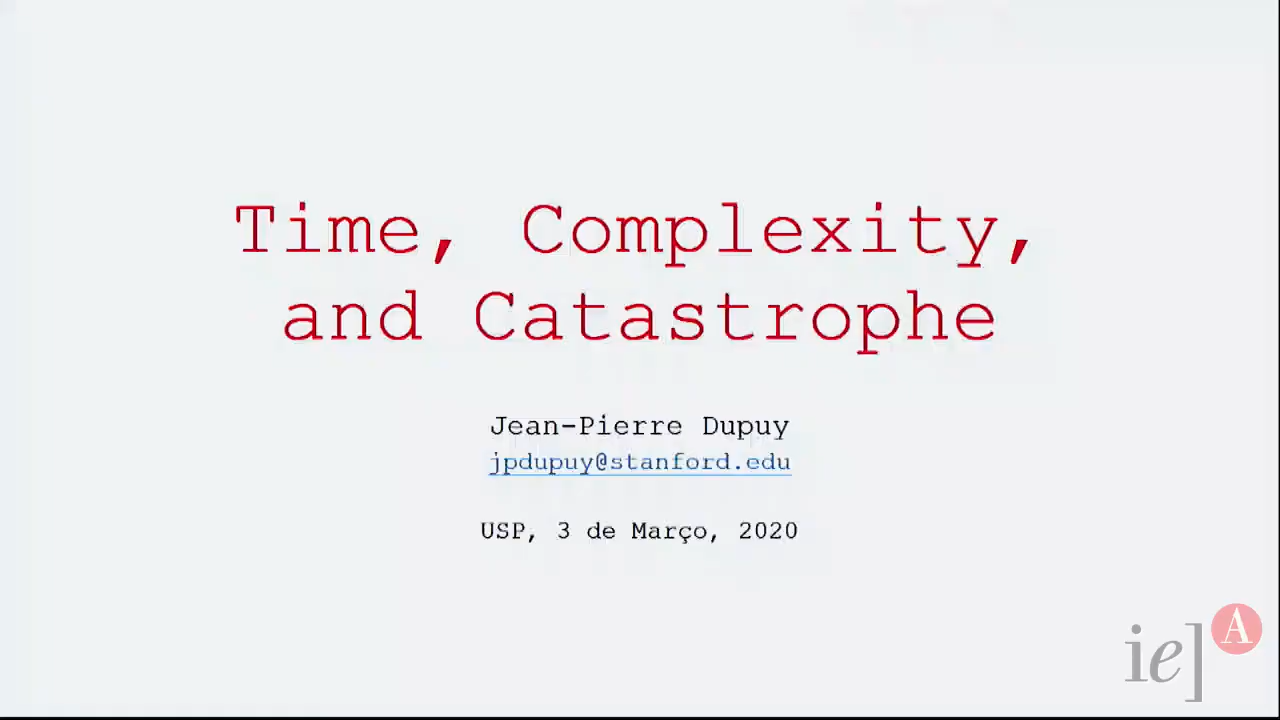 Time, Complexity,
and Catastrophe
Jean-Pierre Dupuy
jpdupuy@stanford.edu
USP, 3 de Março, 2020
ie] A